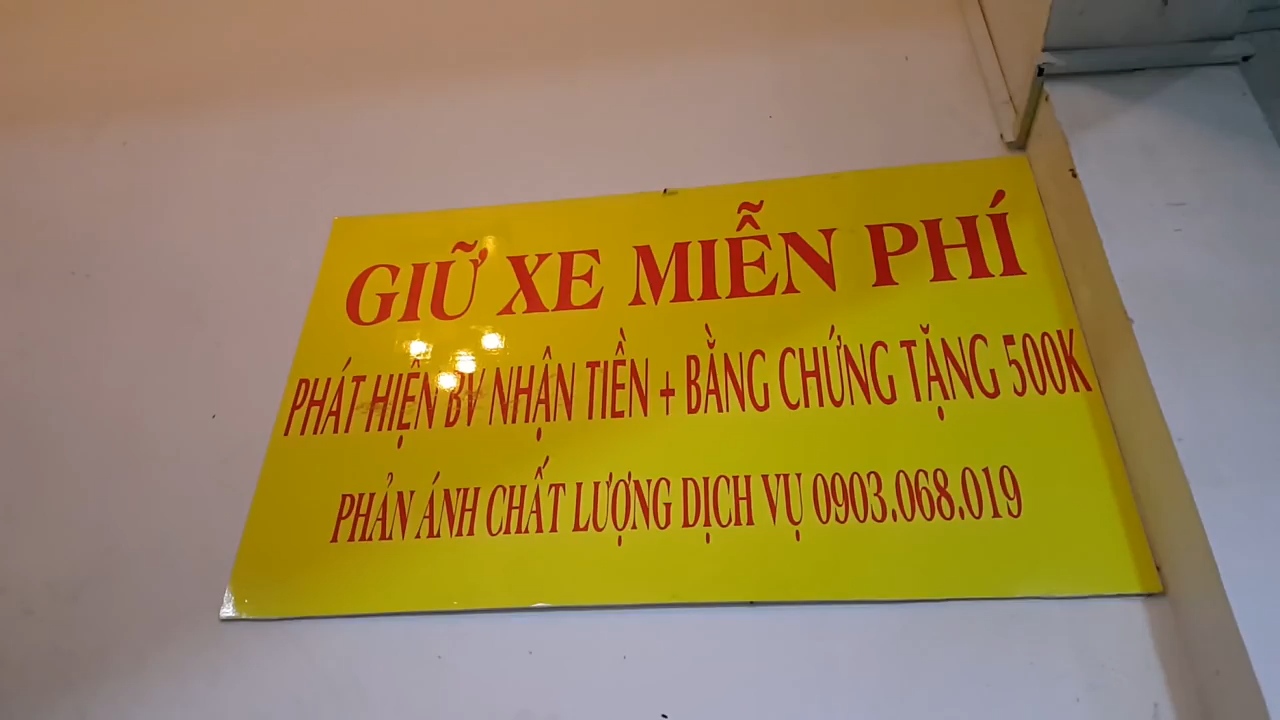 GIỮ XE MIỄN PHÍ
PHÁT HIỆN BV NHẬN TIỀN + BẰNG CHỨNG TẶNG 500K
PHẢN ÁNH CHẤT LƯỢNG DỊCH VỤ 0903.068.019